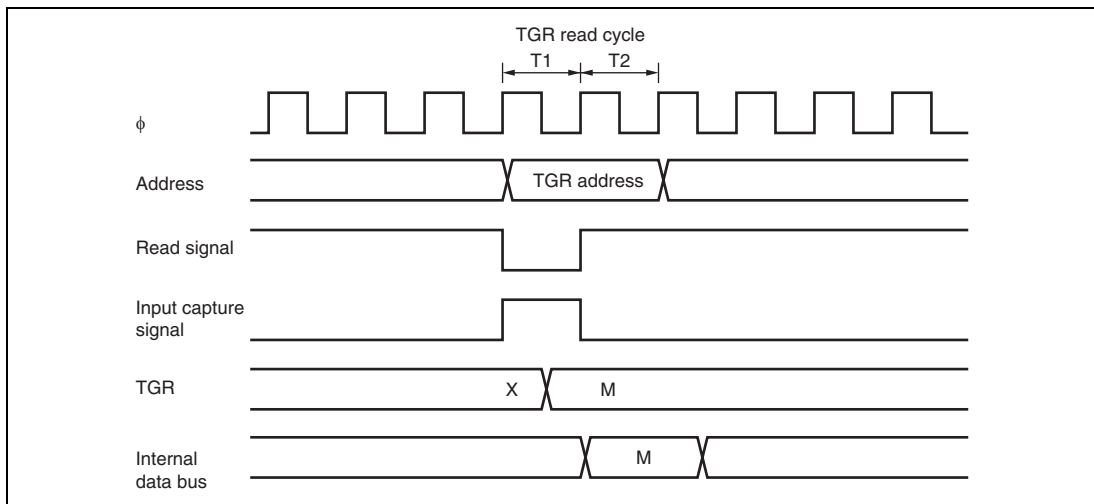 TGR read cycle
T1 T2
ϕ
Address
TGR address
Read signal
Input capture
signal
TGR
X M
Internal
data bus
M